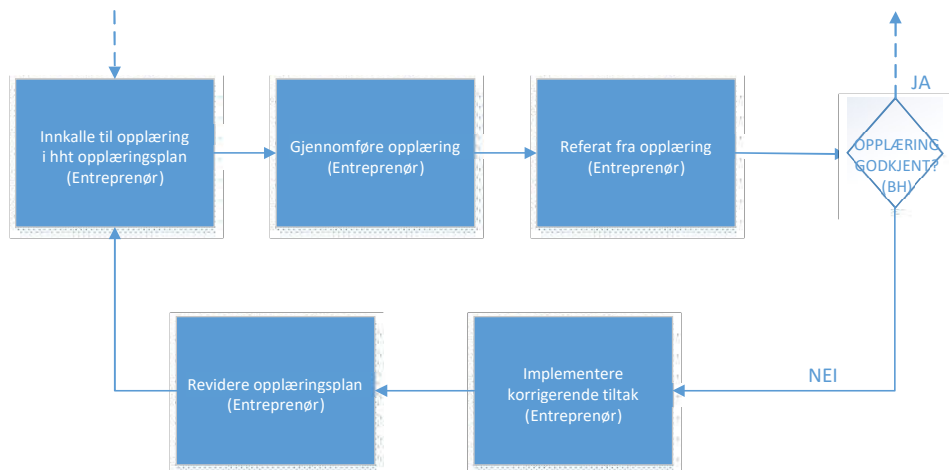 Innkalle til opplæring
i hht opplæringsplan
(Entreprenør)
Gjennomføre opplæring
(Entreprenør)
Referat fra opplæring
(Entreprenør)
JA
OPPLÆRING
GODKJENT?
(BH)
NEI
Implementere
korrigerende tiltak
(Entreprenør)
Revidere opplæringsplan
(Entreprenør)